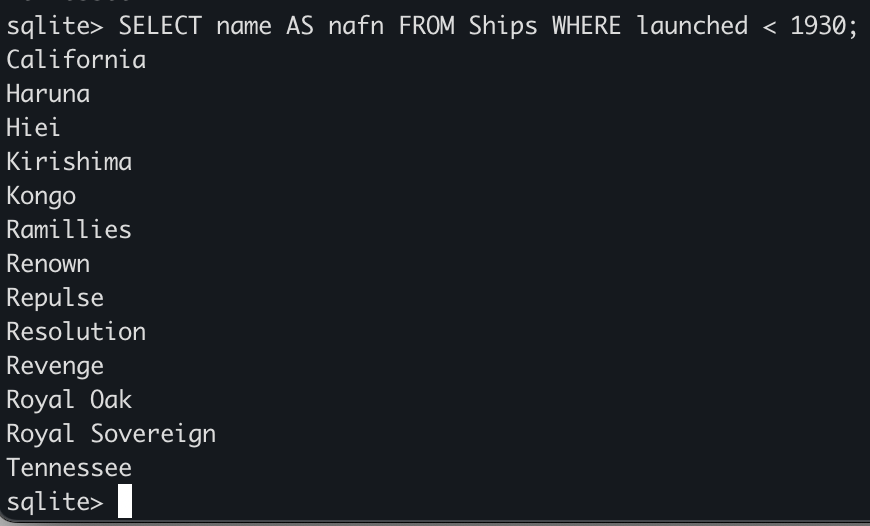 sqlite> SELECT name AS nafn FROM Ships WHERE launched < 1930;
California
Haruna
Hiei
Kirishima
Kongo
Ramillies
Renown
Repulse
Resolution
Revenge
Royal Oak
Royal Sovereign
Tennessee
sqlite>